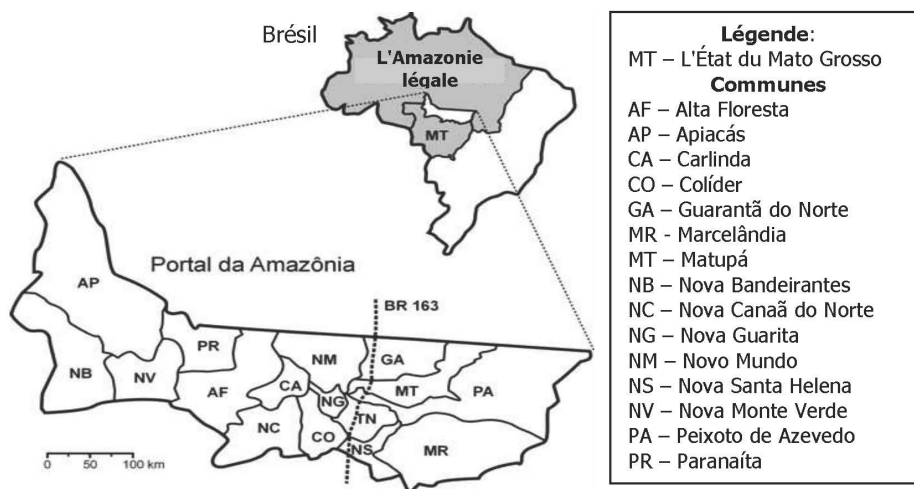 Brésil
L'Amazonie
légale
MT
Portal da Amazônia
BR 163
AP
PR
NM
GA
NB
NV
AF
CA
NG
MT
PA
TN
NC
CO
NS
MR
0 50 100 km
Légende:
MT – L'État du Mato Grosso
Communes
AF – Alta Floresta
AP – Apiacás
CA – Carlinda
CO – Colíder
GA – Guarantã do Norte
MR - Marcelândia
MT – Matupá
NB – Nova Bandeirantes
NC – Nova Canaã do Norte
NG – Nova Guarita
NM – Novo Mundo
NS – Nova Santa Helena
NV – Nova Monte Verde
PA – Peixoto de Azevedo
PR – Paranaíta